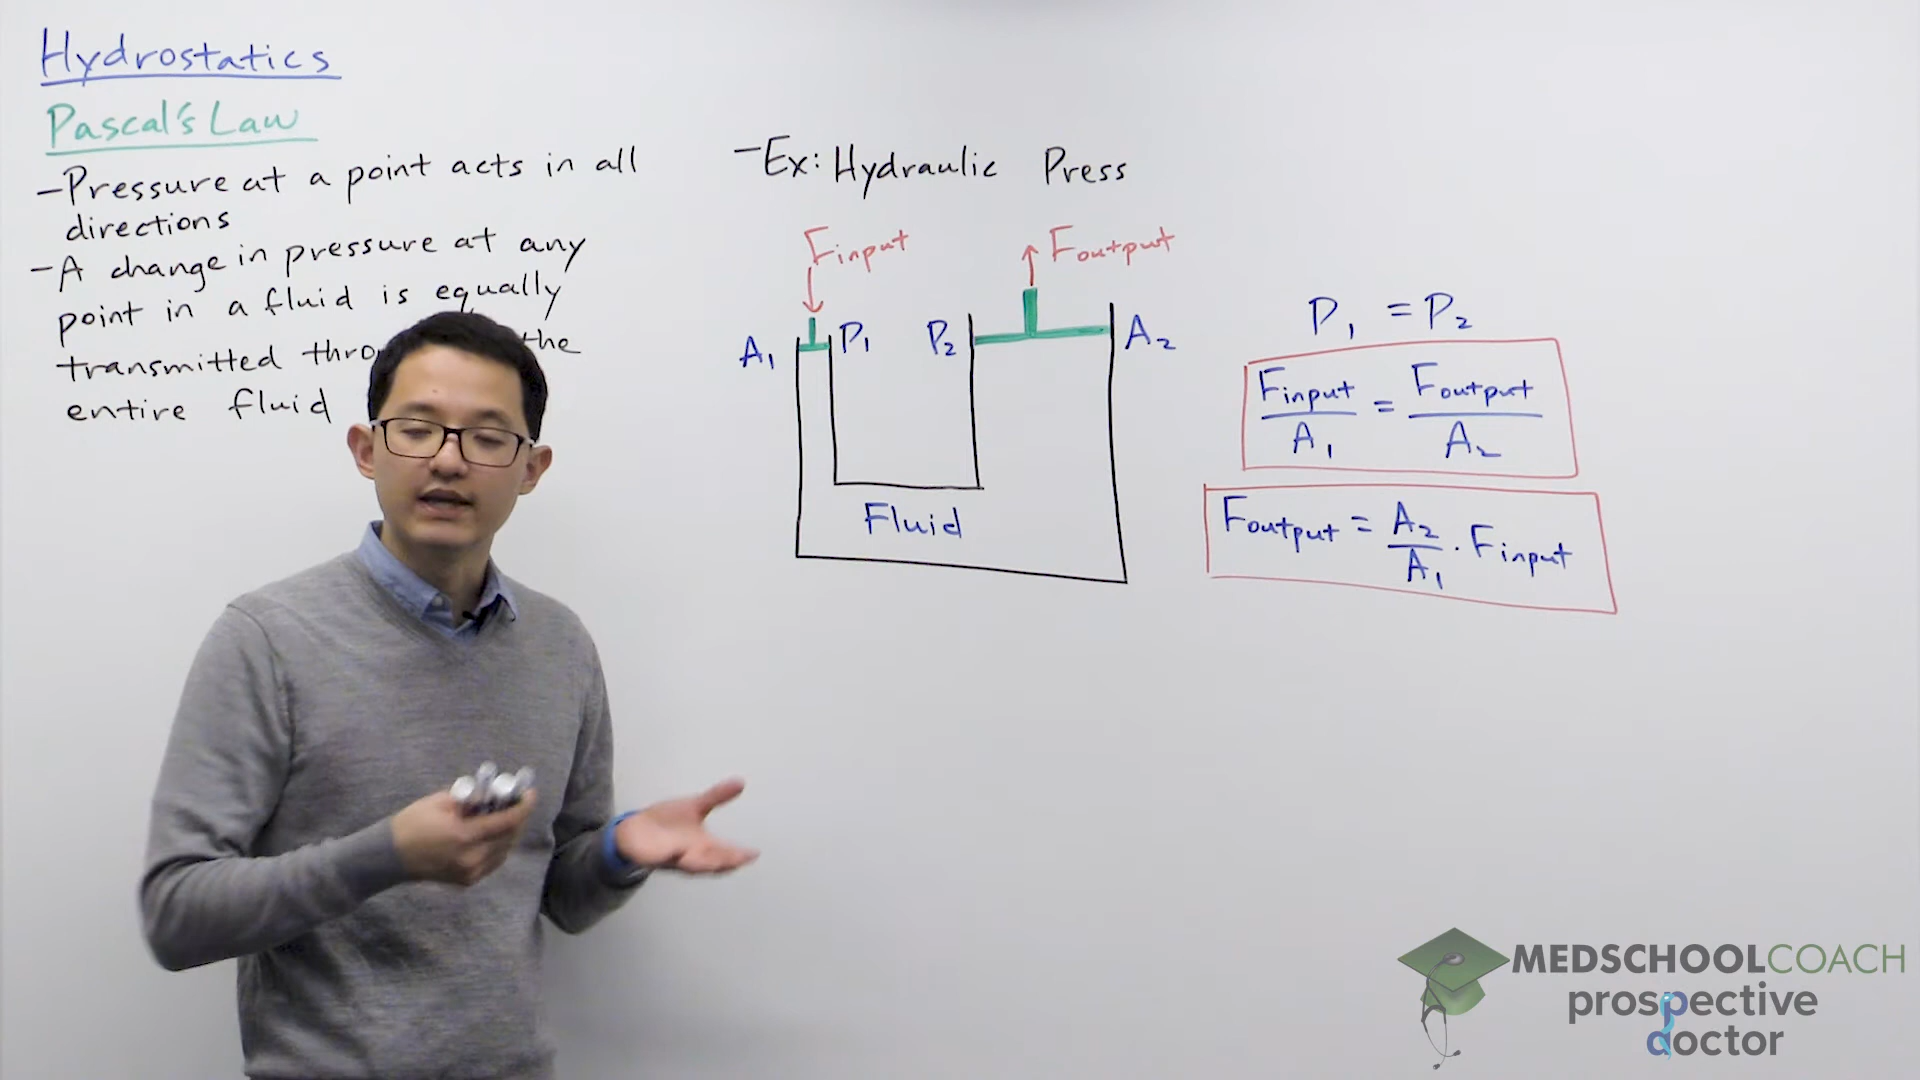 Hydrostatics
Pascal's Law
-Pressure at a point acts in all
directions
-A change in pressure at any
point in a fluid is equally
transmitted the
entire fluid
-Ex: Hydraulic Press
Finput
Foutput
A1
P1
P2
A2
Fluid
P1 = P2
Finput/A1 = Foutput/A2
Foutput = A2/A1 · Finput
MEDSCHOOLCOACH
prospective
doctor